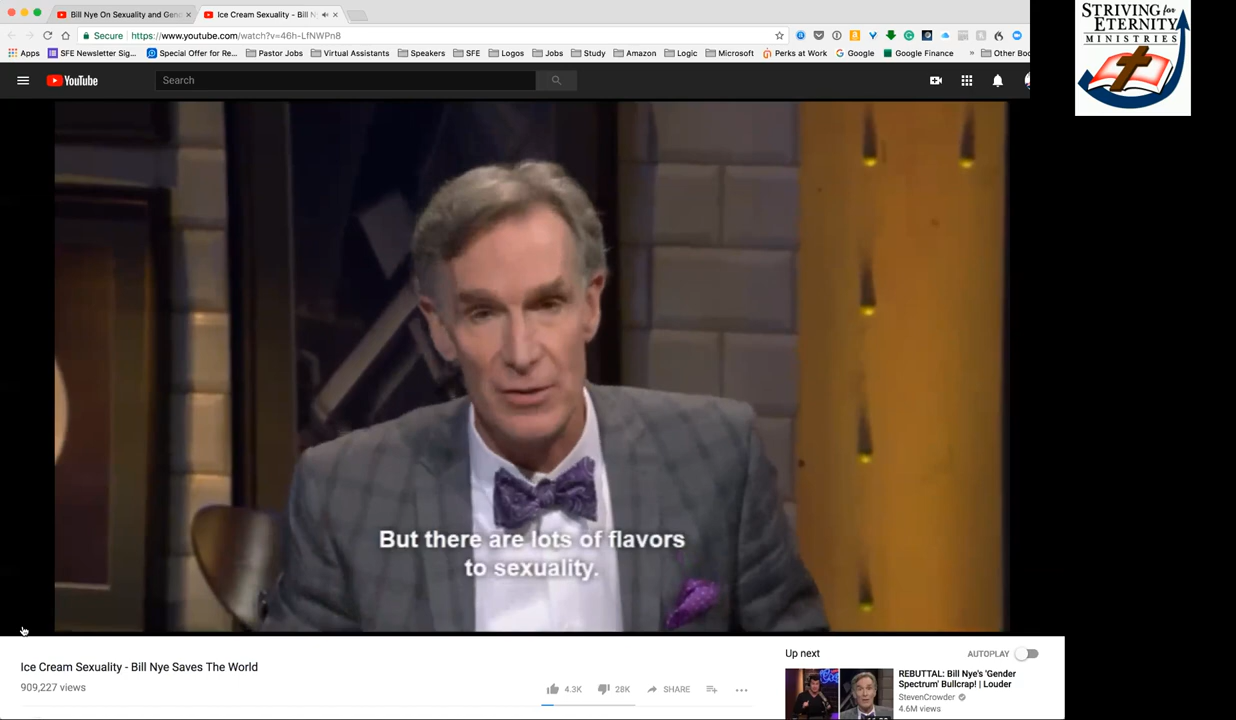 Bill Nye On Sexuality and Gend
Ice Cream Sexuality - Bill N
STRIVING for
ETERNITY
MINISTRIES
Secure
https://www.youtube.com/watch?v=46h-LfNWPn8
Apps
SFE Newsletter Sig...
Special Offer for Re...
Pastor Jobs
Virtual Assistants
Speakers
SFE
Logos
Jobs
Study
Amazon
Logic
Microsoft
Perks at Work
Google
Google Finance
» Other Boo
YouTube
Search
But there are lots of flavors
to sexuality.
Ice Cream Sexuality - Bill Nye Saves The World
909,227 views
4.3K
28K
SHARE
Up next
AUTOPLAY
REBUTTAL: Bill Nye's 'Gender
Spectrum' Bullcrap! | Louder
StevenCrowder
4.6M views